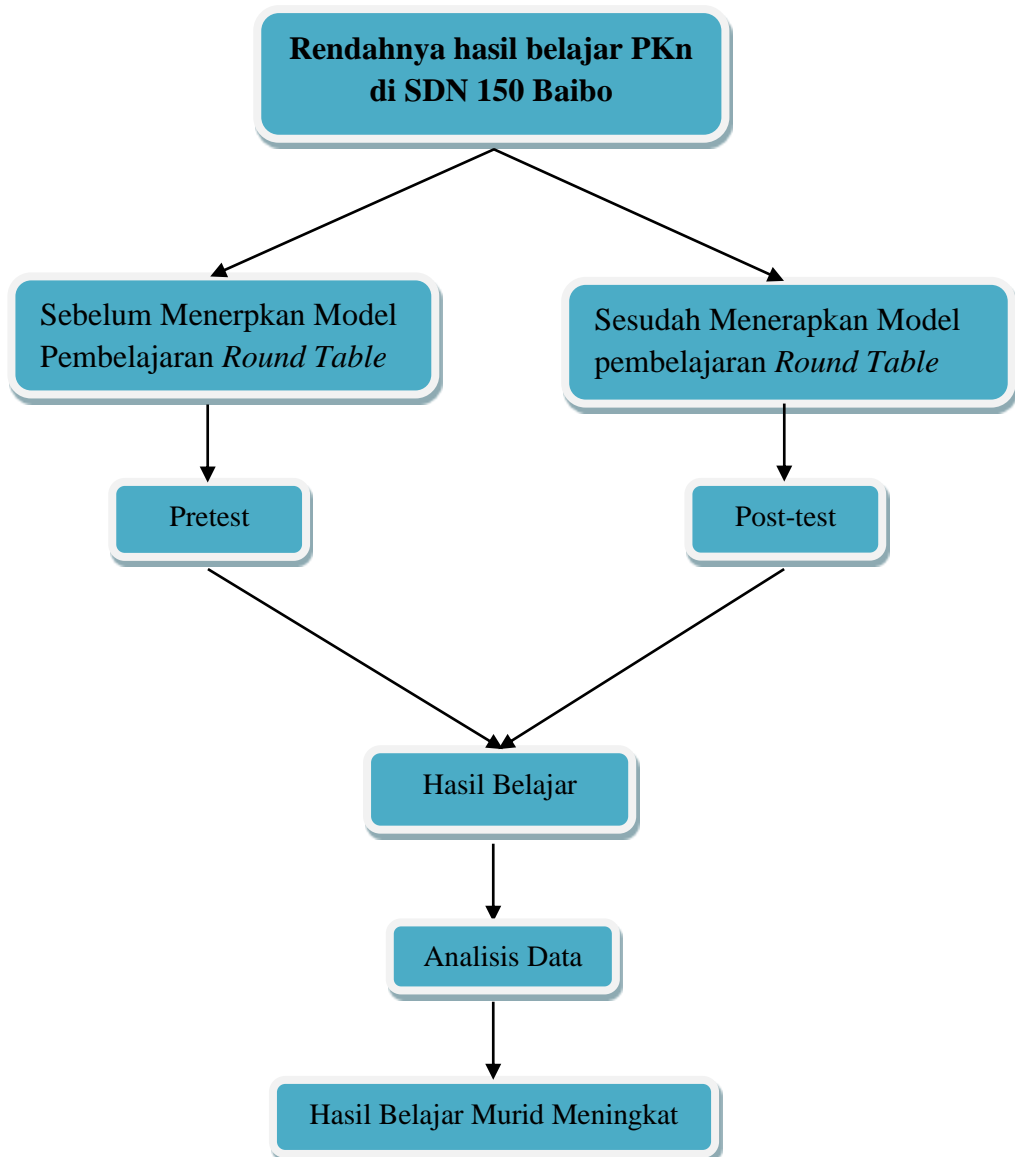 Rendahnya hasil belajar PKn
di SDN 150 Baibo
Sebelum Menerpkan Model
Pembelajaran Round Table
Sesudah Menerapkan Model
pembelajaran Round Table
Pretest
Post-test
Hasil Belajar
Analisis Data
Hasil Belajar Murid Meningkat